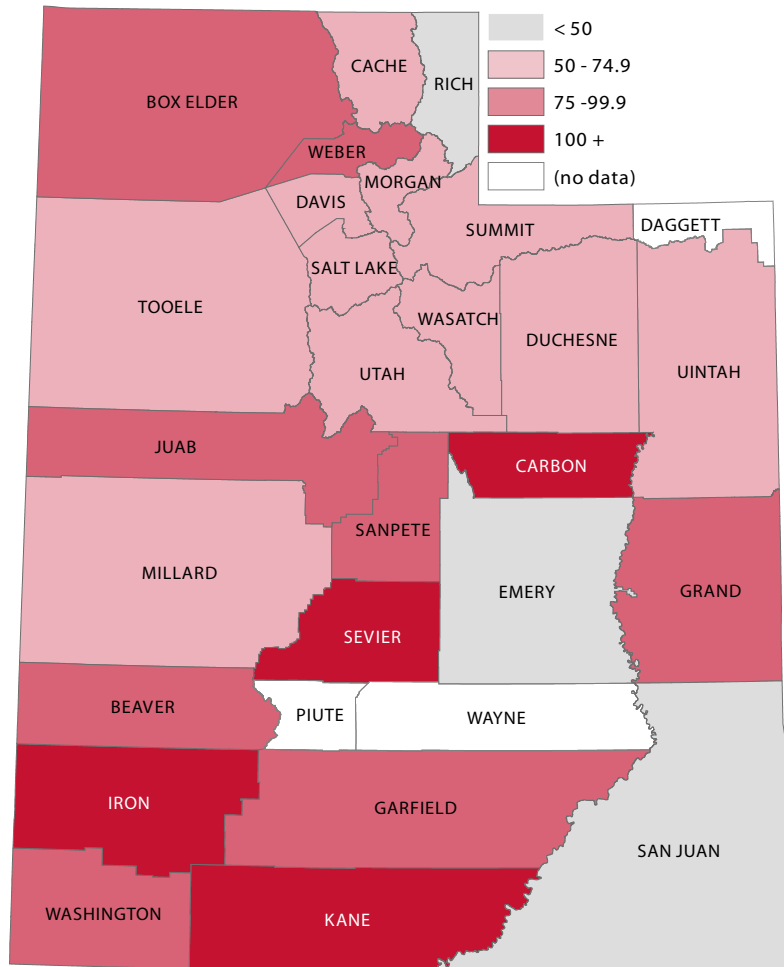 < 50
50 - 74.9
75 -99.9
100 +
(no data)
CACHE
RICH
BOX ELDER
WEBER
MORGAN
DAVIS
SUMMIT
DAGGETT
SALT LAKE
TOOELE
WASATCH
DUCHESNE
UINTAH
UTAH
JUAB
CARBON
SANPETE
MILLARD
EMERY
GRAND
SEVIER
BEAVER
PIUTE
WAYNE
IRON
GARFIELD
SAN JUAN
WASHINGTON
KANE